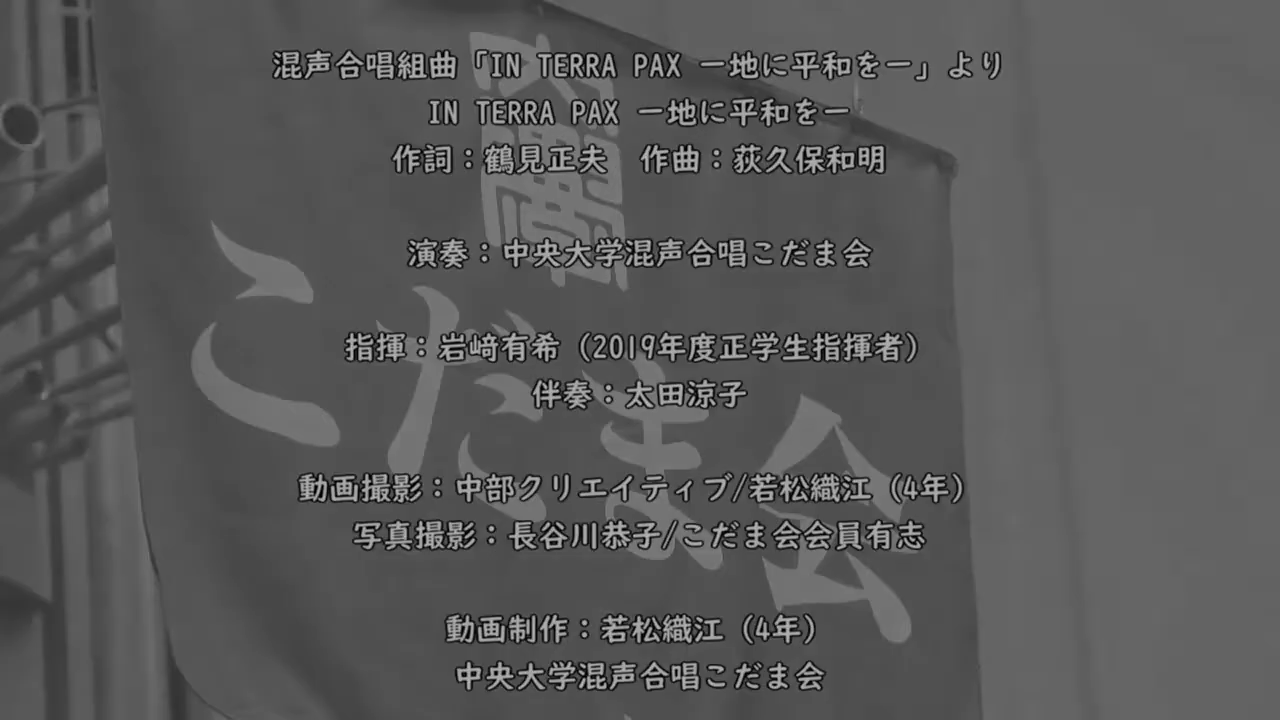 混声合唱組曲「IN TERRA PAX ー地に平和をー」より
IN TERRA PAX ー地に平和をー
作詞：鶴見正夫　作曲：荻久保和明
演奏：中央大学混声合唱こだま会
指揮：岩﨑有希（2019年度正学生指揮者）
伴奏：太田涼子
動画撮影：中部クリエイティブ/若松織江（4年）
写真撮影：長谷川恭子/こだま会会員有志
動画制作：若松織江（4年）
中央大学混声合唱こだま会
こだま会